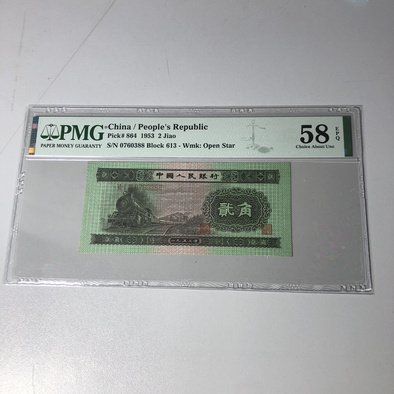 PMG
PAPER MONEY GUARANTY
China / People's Republic
Pick# 864 1953 2 Jiao
S/N 0760388 Block 613 - Wmk: Open Star
58 EPQ
Choice About Unc
中國人民銀行
貳角